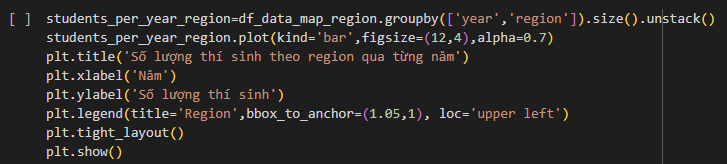 [ ] students_per_year_region=df_data_map_region.groupby(['year','region']).size().unstack()
students_per_year_region.plot(kind='bar',figsize=(12,4),alpha=0.7)
plt.title('Số lượng thí sinh theo region qua từng năm')
plt.xlabel('Năm')
plt.ylabel('Số lượng thí sinh')
plt.legend(title='Region',bbox_to_anchor=(1.05,1), loc='upper left')
plt.tight_layout()
plt.show()